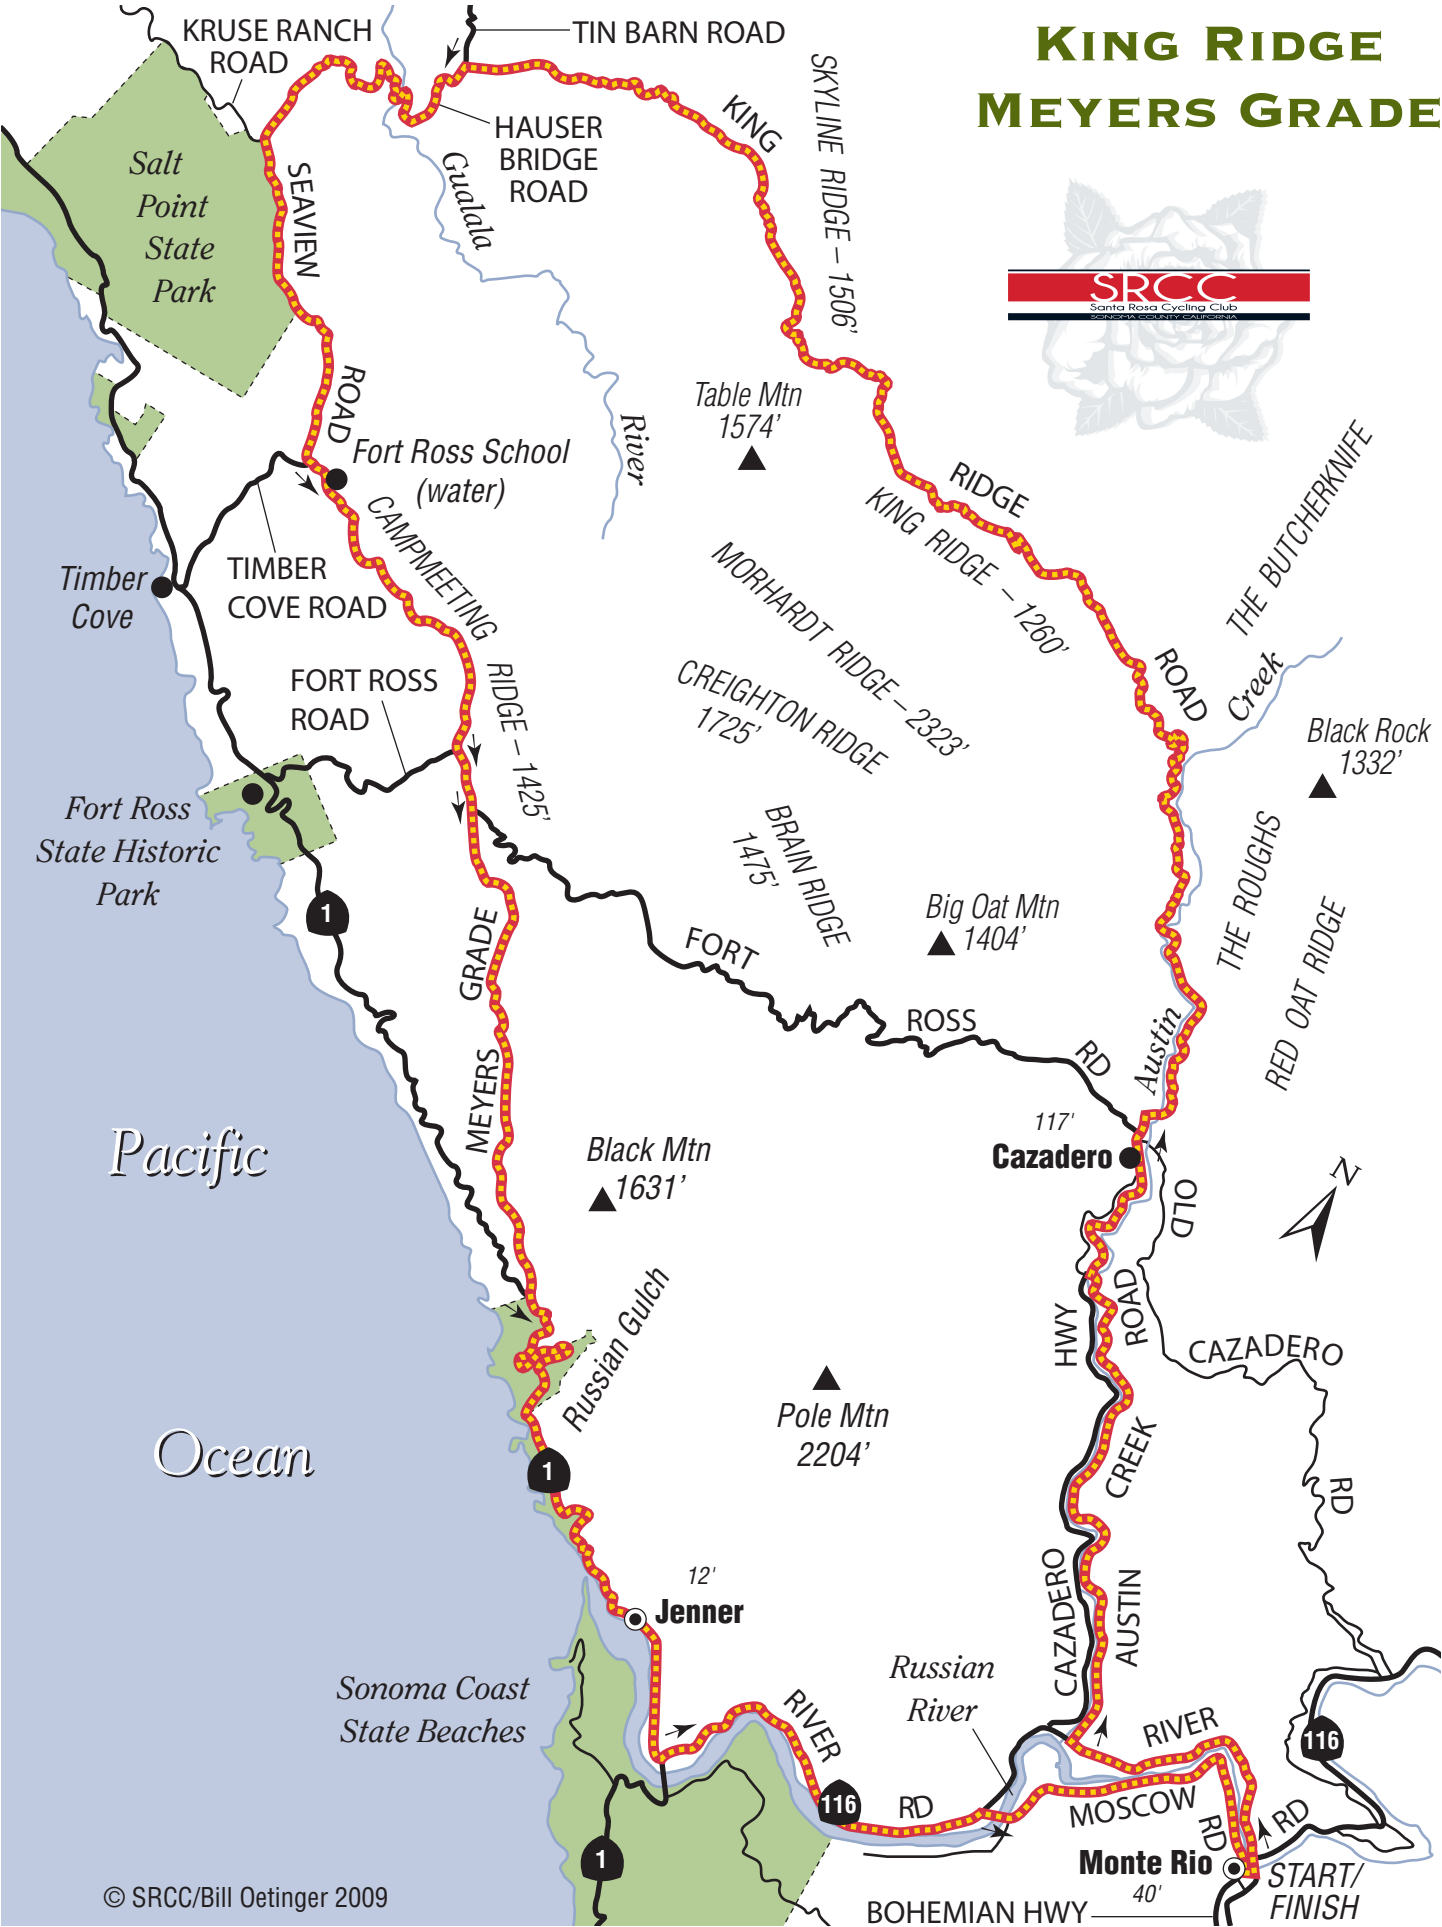 KING RIDGE
MEYERS GRADE
SRCC
Santa Rosa Cycling Club
SONOMA COUNTY CALIFORNIA
KRUSE RANCH
ROAD
TIN BARN ROAD
HAUSER
BRIDGE
ROAD
KING
SKYLINE RIDGE – 1506'
Salt
Point
State
Park
SEAVIEW
ROAD
Gualala
River
Table Mtn
1574'
Fort Ross School
(water)
RIDGE
KING RIDGE – 1260'
THE BUTCHERKNIFE
CAMPMEETING RIDGE – 1425'
MORHARDT RIDGE – 2323'
CREIGHTON RIDGE
1725'
Timber
Cove
TIMBER
COVE ROAD
FORT ROSS
ROAD
ROAD
Creek
Black Rock
1332'
Fort Ross
State Historic
Park
BRAIN RIDGE
1475'
Big Oat Mtn
1404'
THE ROUGHS
RED OAT RIDGE
1
GRADE
MEYERS
FORT
ROSS
RD
Austin
117'
Cazadero
Pacific
Ocean
Black Mtn
1631'
N
OLD
CAZADERO
RD
HWY
ROAD
CREEK
Russian Gulch
Pole Mtn
2204'
1
CAZADERO
AUSTIN
12'
Jenner
Sonoma Coast
State Beaches
Russian
River
RIVER
116
RD
RIVER
116
MOSCOW
RD
RD
1
Monte Rio
40'
START/
FINISH
BOHEMIAN HWY
© SRCC/Bill Oetinger 2009